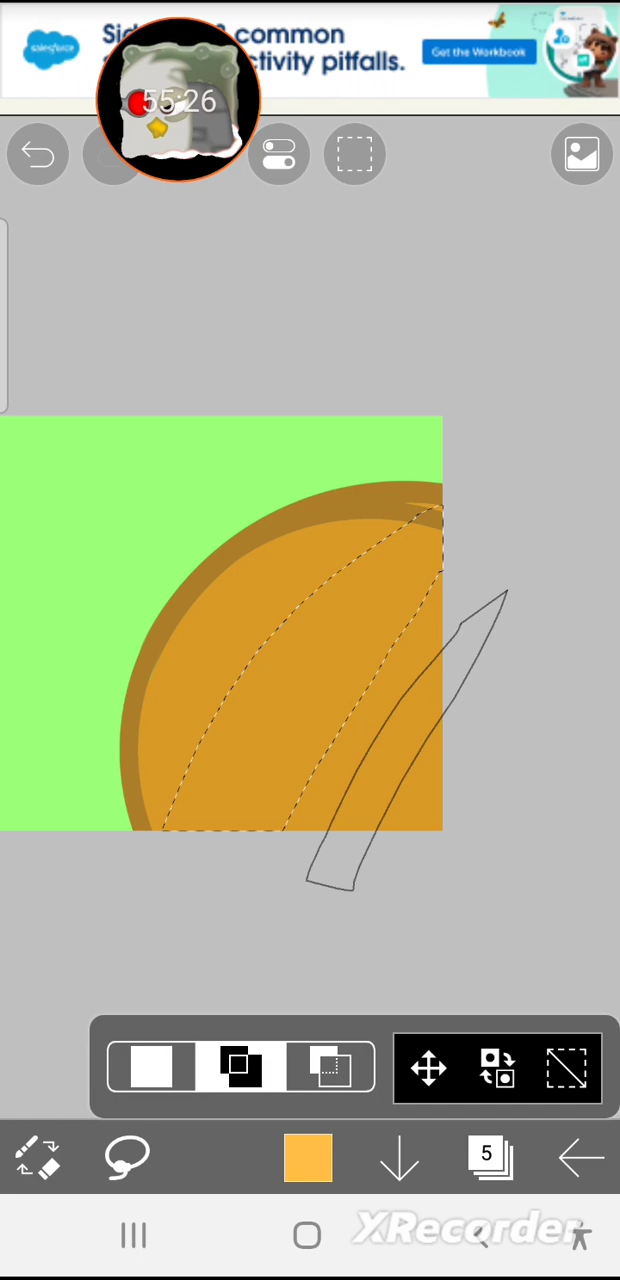 salesforce
common
ctivity pitfalls.
Get the Workbook
55:26
5
XRecorder